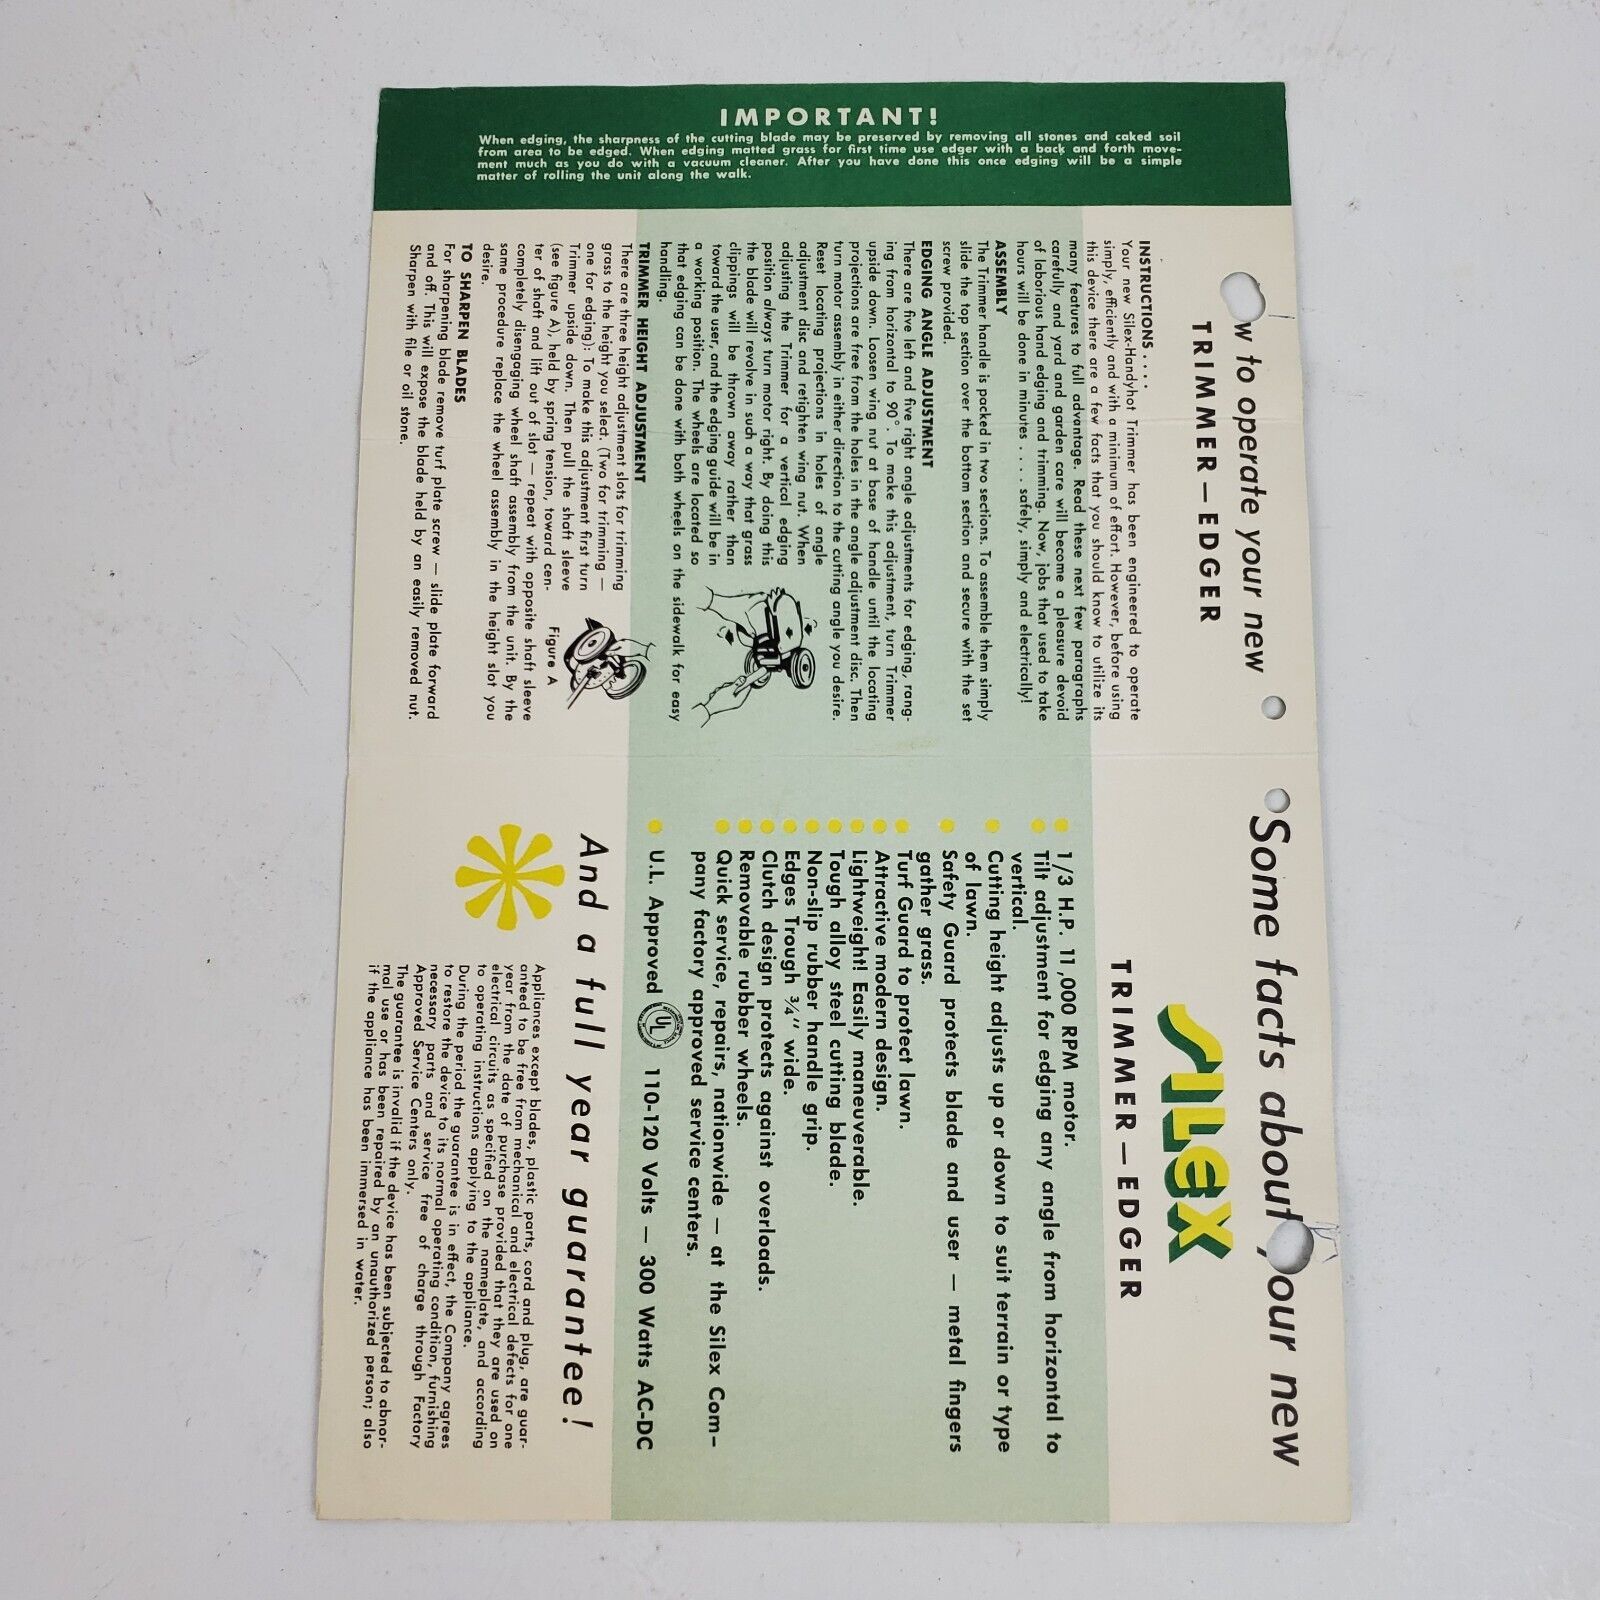 IMPORTANT!
When edging, the sharpness of the cutting blade may be preserved by removing all stones and caked soil
from area to be edged. When edging matted grass for first time use edger with a back and forth move-
ment much as you do with a vacuum cleaner. After you have done this once edging will be a simple
matter of rolling the unit along the walk.
w to operate your new
TRIMMER—EDGER
INSTRUCTIONS . . . .
Your new Silex-Handyhot Trimmer has been engineered to operate
simply, efficiently and with a minimum of effort. However, before using
this device there are a few facts that you should know to utilize its
many features to full advantage. Read these next few paragraphs
carefully and yard and garden care will become a pleasure devoid
of laborious hand edging and trimming. Now, jobs that used to take
hours will be done in minutes . . . . safely, simply and electrically!
ASSEMBLY
The Trimmer handle is packed in two sections. To assemble them simply
slide the top section over the bottom section and secure with the set
screw provided.
EDGING ANGLE ADJUSTMENT
There are five left and five right angle adjustments for edging, rang-
ing from horizontal to 90°. To make this adjustment, turn Trimmer
upside down. Loosen wing nut at base of handle until the locating
projections are free from the holes in the angle adjustment disc. Then
turn motor assembly in either direction to the cutting angle you desire.
Reset locating projections in holes of angle
adjustment disc and retighten wing nut. When
adjusting the Trimmer for a vertical edging
position always turn motor right. By doing this
the blade will revolve in such a way that grass
clippings will be thrown away rather than
toward the user, and the edging guide will be in
a working position. The wheels are located so
that edging can be done with both wheels on the sidewalk for easy
handling.
TRIMMER HEIGHT ADJUSTMENT
There are three height adjustment slots for trimming
grass to the height you select. (Two for trimming —
one for edging): To make this adjustment first turn
Trimmer upside down. Then pull the shaft sleeve
(see figure A), held by spring tension, toward cen-
ter of shaft and lift out of slot — repeat with opposite shaft sleeve
completely disengaging wheel shaft assembly from the unit. By the
same procedure replace the wheel assembly in the height slot you
desire.
Figure A
TO SHARPEN BLADES
For sharpening blade remove turf plate screw — slide plate forward
and off. This will expose the blade held by an easily removed nut.
Sharpen with file or oil stone.
Some facts about your new
SILEX
TRIMMER—EDGER
1/3 H.P. 11,000 RPM motor.
Tilt adjustment for edging any angle from horizontal to
vertical.
Cutting height adjusts up or down to suit terrain or type
of lawn.
Safety Guard protects blade and user — metal fingers
gather grass.
Turf Guard to protect lawn.
Attractive modern design.
Lightweight! Easily maneuverable.
Tough alloy steel cutting blade.
Non-slip rubber handle grip.
Edges Trough 3/4" wide.
Clutch design protects against overloads.
Removable rubber wheels.
Quick service, repairs, nationwide — at the Silex Com-
pany factory approved service centers.
U.L. Approved UL 110-120 Volts — 300 Watts AC-DC
And a full year guarantee!
Appliances except blades, plastic parts, cord and plug, are guar-
anteed to be free from mechanical and electrical defects for one
year from the date of purchase provided that they are used on
electrical circuits as specified on the nameplate, and according
to operating instructions applying to the appliance.
During the period the guarantee is in effect, the Company agrees
to restore the device to its normal operating condition, furnishing
necessary parts and service free of charge through Factory
Approved Service Centers only.
The guarantee is invalid if the device has been subjected to abnor-
mal use or has been repaired by an unauthorized person; also
if the appliance has been immersed in water.